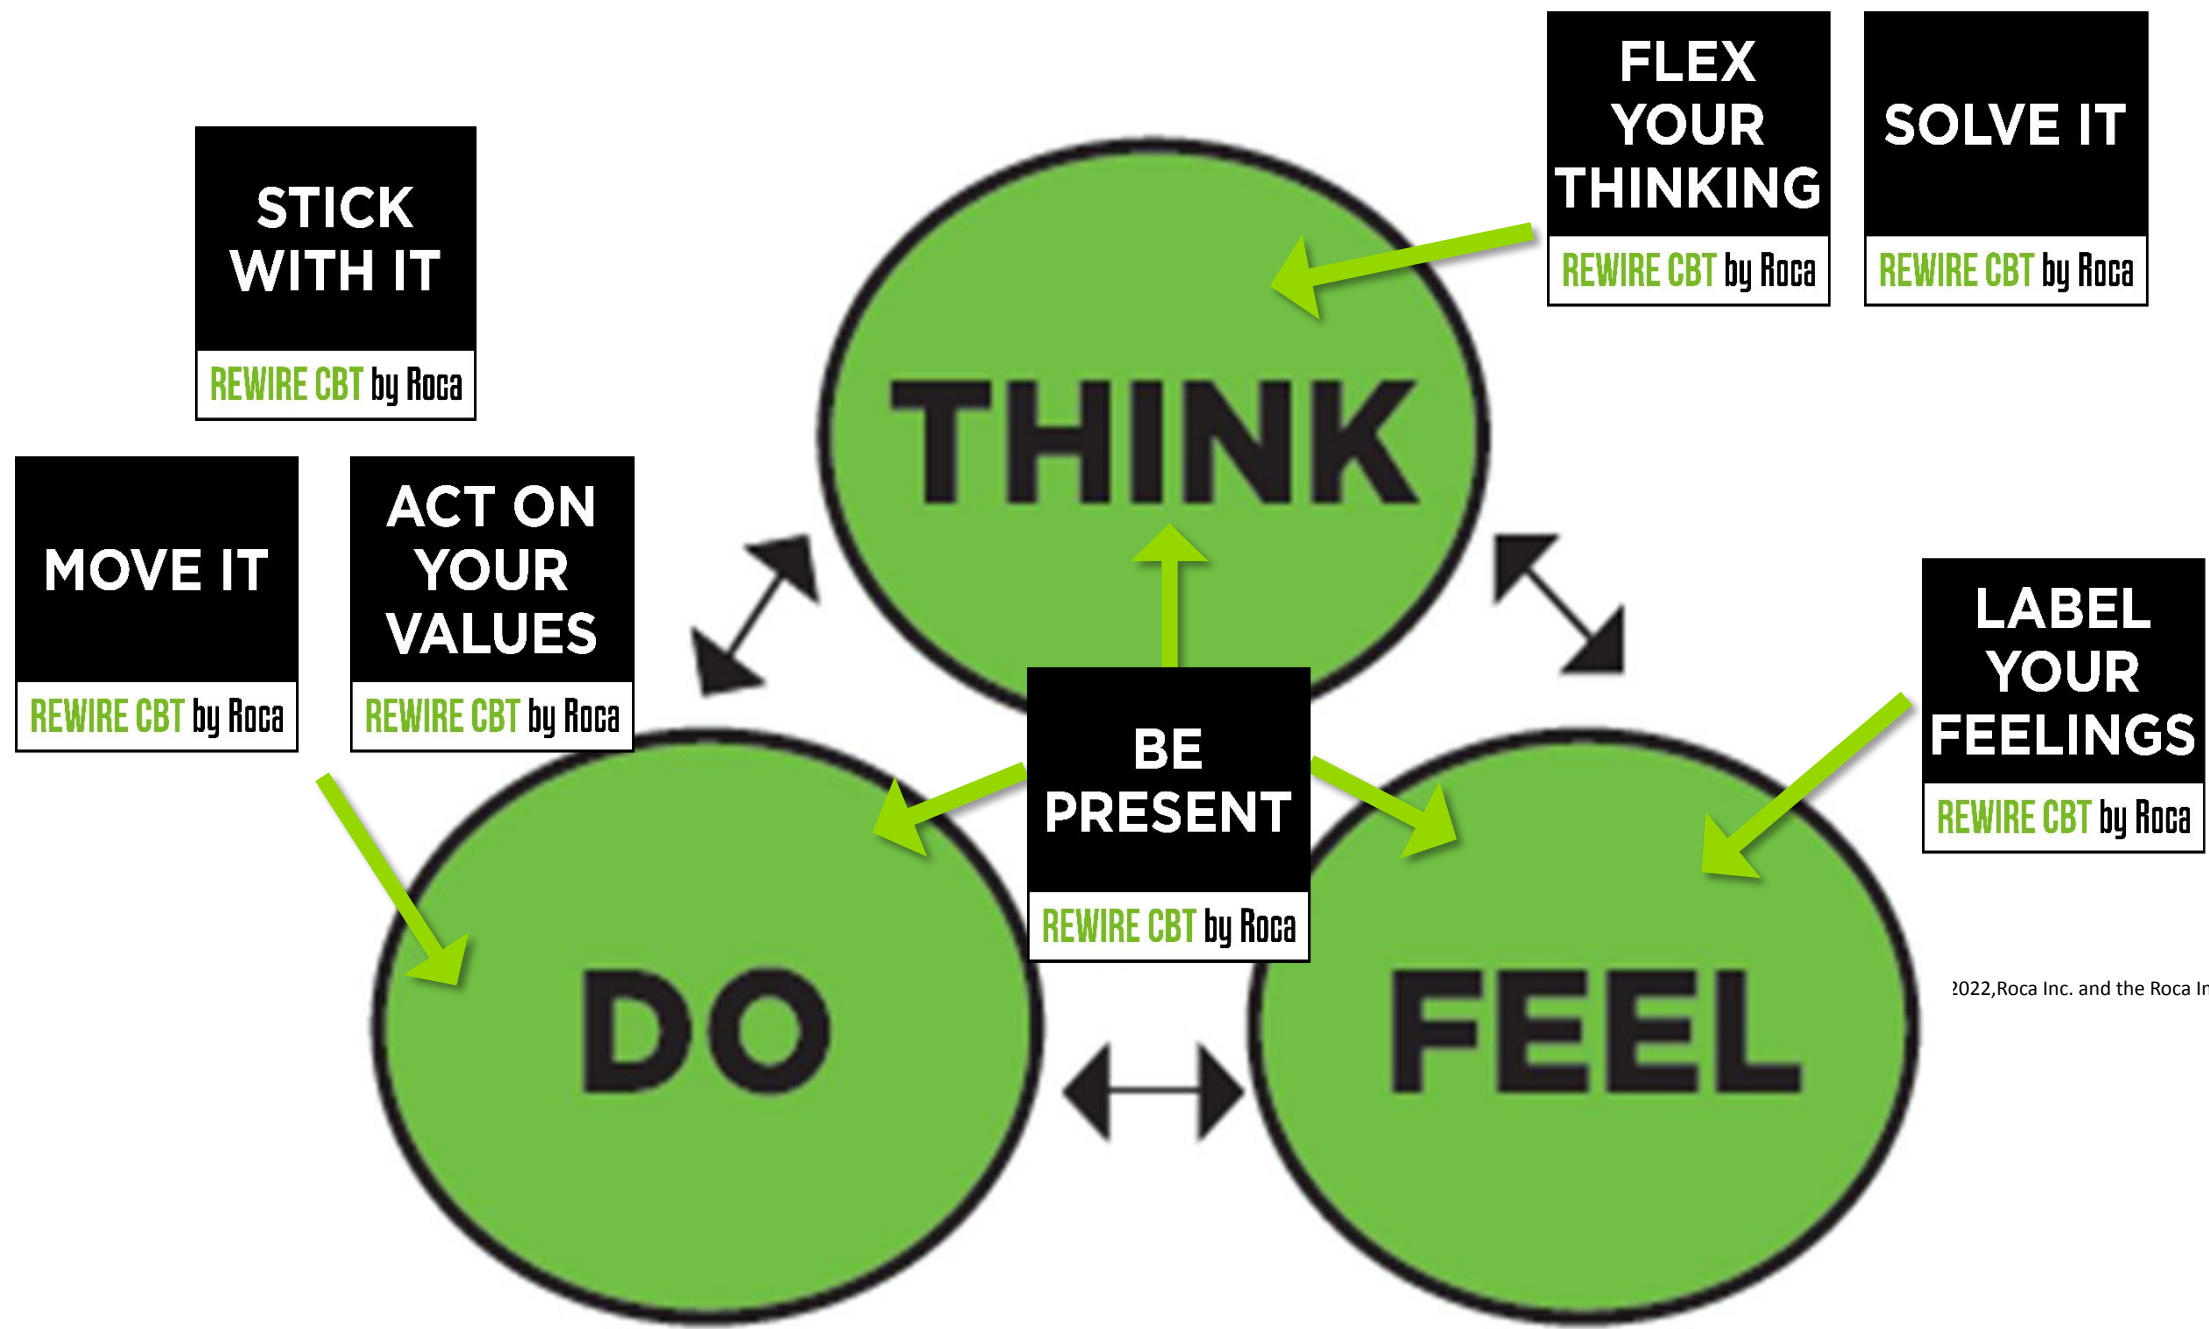 FLEX
YOUR
THINKING
REWIRE CBT by Roca
SOLVE IT
REWIRE CBT by Roca
STICK
WITH IT
REWIRE CBT by Roca
THINK
MOVE IT
REWIRE CBT by Roca
ACT ON
YOUR
VALUES
REWIRE CBT by Roca
LABEL
YOUR
FEELINGS
REWIRE CBT by Roca
BE
PRESENT
REWIRE CBT by Roca
DO
FEEL
2022,Roca Inc. and the Roca